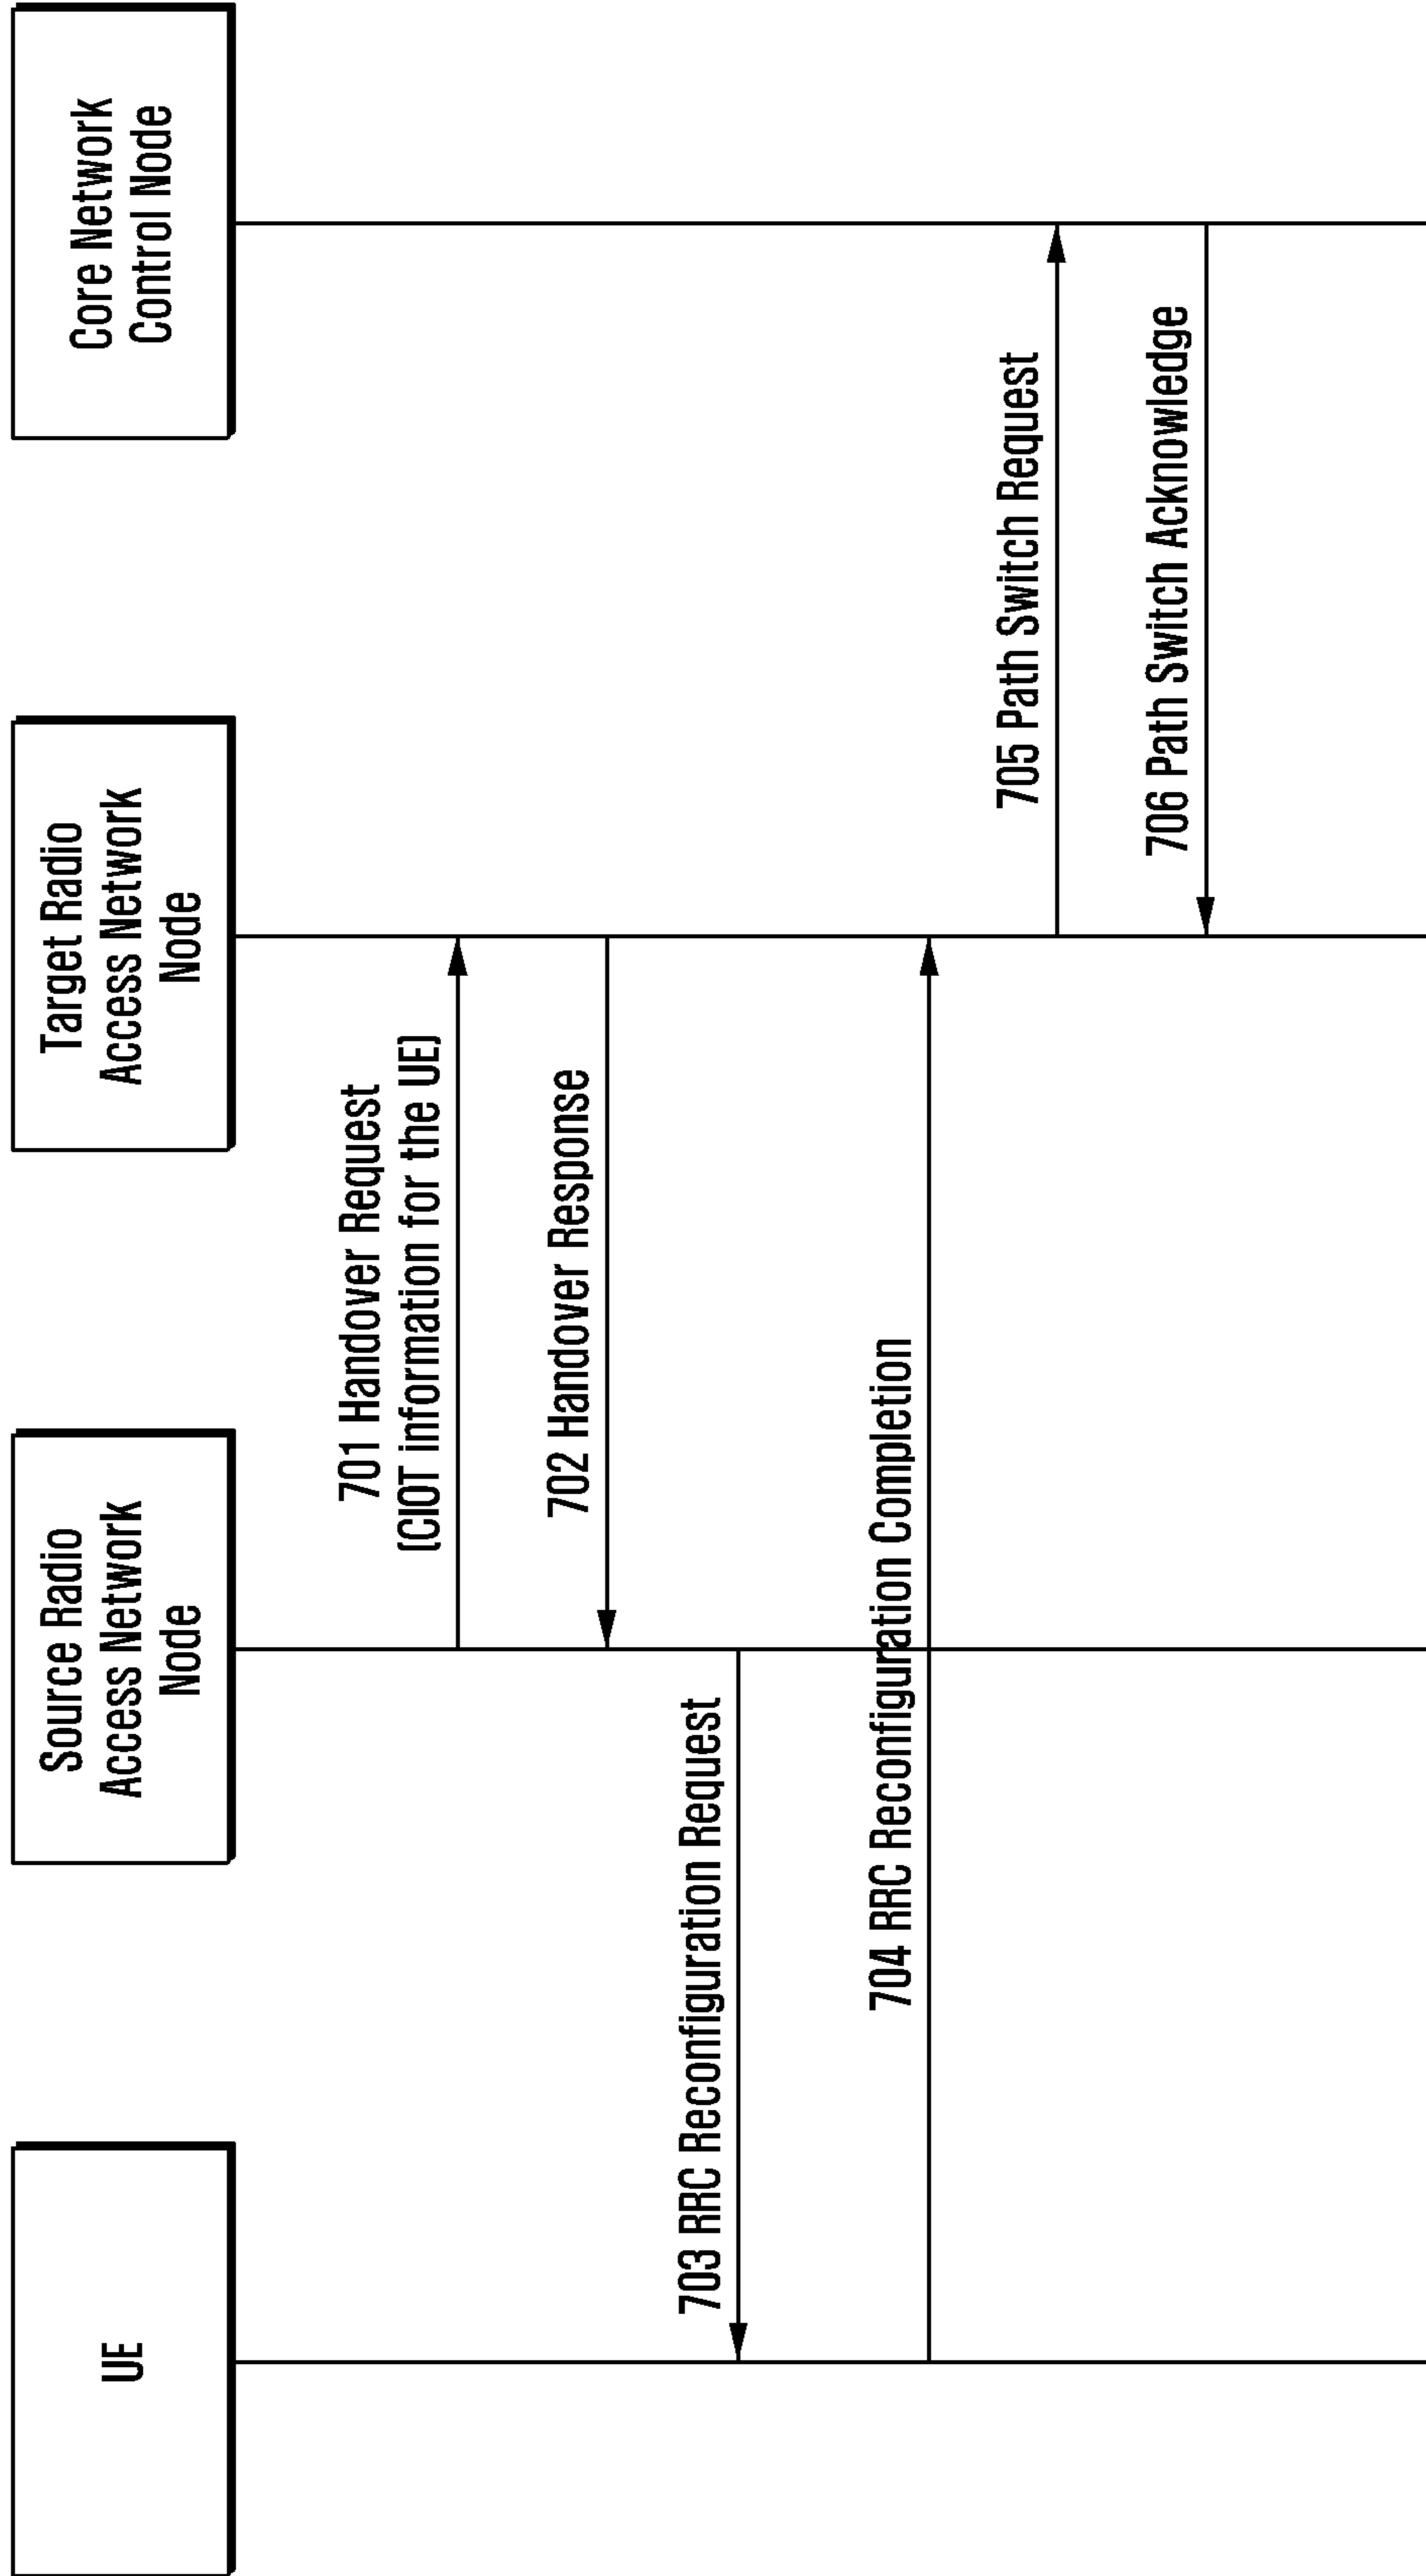 UE
Source Radio
Access Network
Node
Target Radio
Access Network
Node
Core Network
Control Node
701 Handover Request
(CIOT information for the UE)
702 Handover Response
703 RRC Reconfiguration Request
704 RRC Reconfiguration Completion
705 Path Switch Request
706 Path Switch Acknowledge